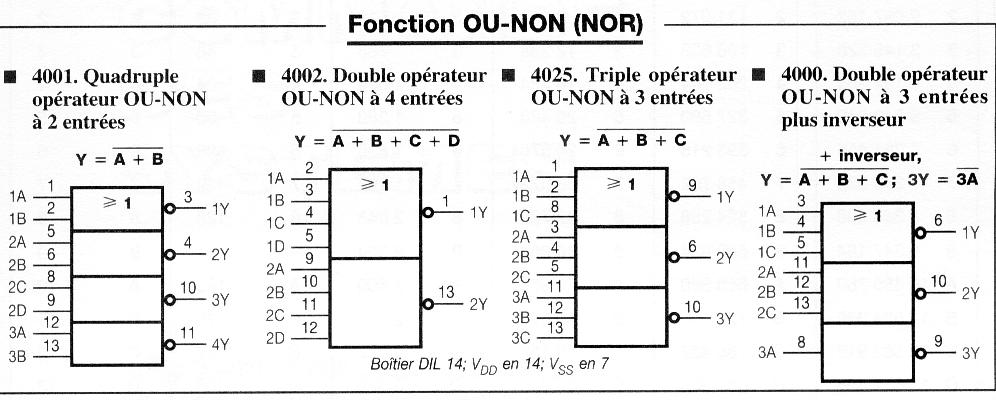 Fonction OU-NON (NOR)
■ 4001. Quadruple
opérateur OU-NON
à 2 entrées
Y = A + B
1A 1
1B 2
2A 5
2B 6
2C 8
2D 9
3A 12
3B 13
≥ 1
3 1Y
4 2Y
10 3Y
11 4Y
■ 4002. Double opérateur
OU-NON à 4 entrées
Y = A + B + C + D
1A 2
1B 3
1C 4
1D 5
2A 9
2B 10
2C 11
2D 12
≥ 1
1 1Y
13 2Y
■ 4025. Triple opérateur
OU-NON à 3 entrées
Y = A + B + C
1A 1
1B 2
1C 8
2A 3
2B 4
2C 5
3A 11
3B 12
3C 13
≥ 1
9 1Y
6 2Y
10 3Y
■ 4000. Double opérateur
OU-NON à 3 entrées
plus inverseur
+ inverseur,
Y = A + B + C; 3Y = 3A
1A 3
1B 4
1C 5
2A 11
2B 12
2C 13
3A 8
≥ 1
6 1Y
10 2Y
9 3Y
Boîtier DIL 14; VDD en 14; VSS en 7